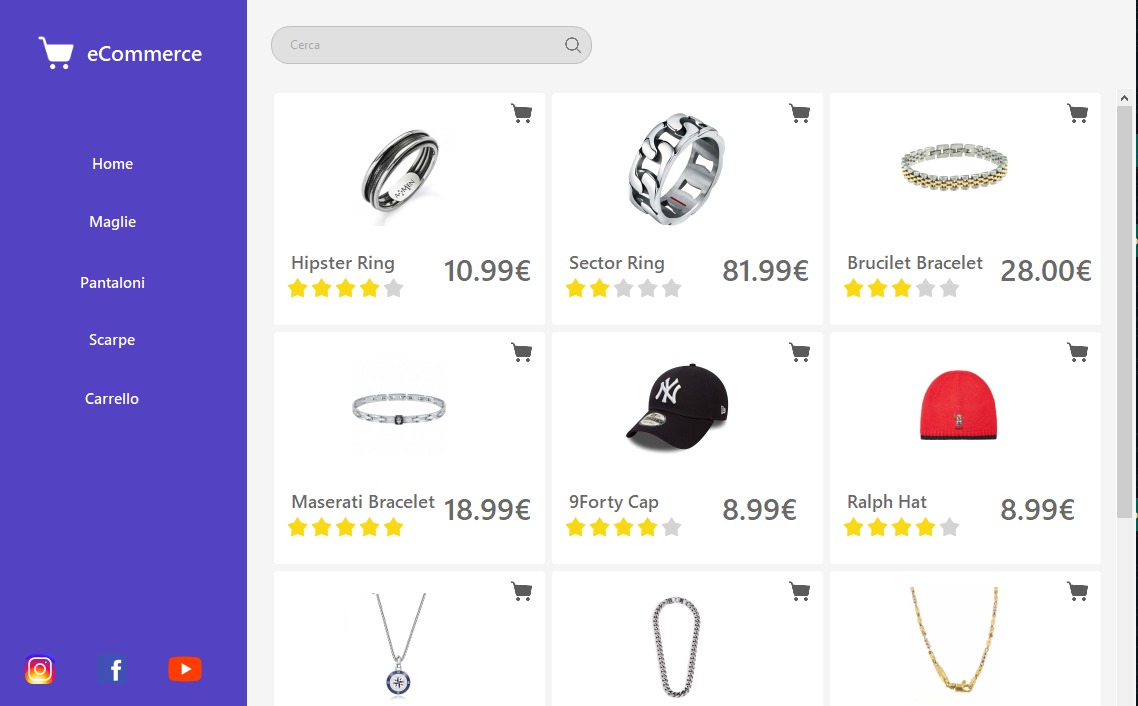 eCommerce
Home
Maglie
Pantaloni
Scarpe
Carrello
Cerca
Hipster Ring
10.99€
Sector Ring
81.99€
Brucilet Bracelet
28.00€
Maserati Bracelet
18.99€
NY
9Forty Cap
8.99€
Ralph Hat
8.99€